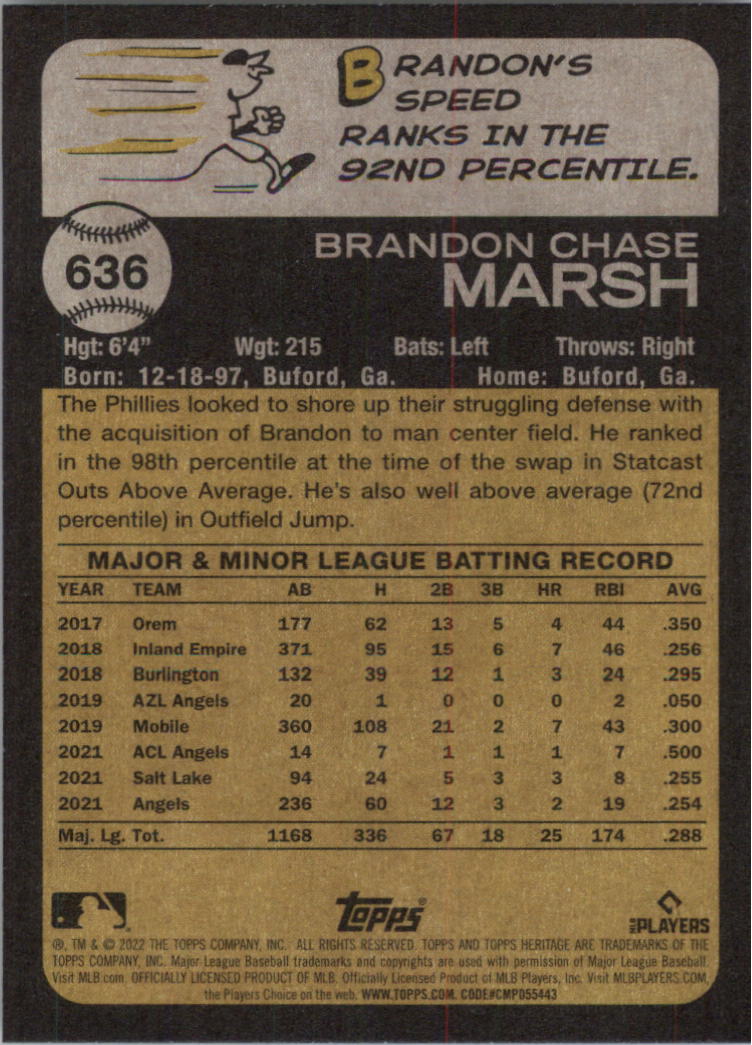 BRANDON'S
SPEED
RANKS IN THE
92ND PERCENTILE.
636
BRANDON CHASE
MARSH
Hgt: 6'4" Wgt: 215 Bats: Left Throws: Right
Born: 12-18-97, Buford, Ga. Home: Buford, Ga.
The Phillies looked to shore up their struggling defense with
the acquisition of Brandon to man center field. He ranked
in the 98th percentile at the time of the swap in Statcast
Outs Above Average. He's also well above average (72nd
percentile) in Outfield Jump.
MAJOR & MINOR LEAGUE BATTING RECORD
YEAR TEAM AB H 2B 3B HR RBI AVG
2017 Orem 177 62 13 5 4 44 .350
2018 Inland Empire 371 95 15 6 7 46 .256
2018 Burlington 132 39 12 1 3 24 .295
2019 AZL Angels 20 1 0 0 0 2 .050
2019 Mobile 360 108 21 2 7 43 .300
2021 ACL Angels 14 7 1 1 1 7 .500
2021 Salt Lake 94 24 5 3 3 8 .255
2021 Angels 236 60 12 3 2 19 .254
Maj. Lg. Tot. 1168 336 67 18 25 174 .288
Topps®
MLB PLAYERS
®, TM & © 2022 THE TOPPS COMPANY, INC. ALL RIGHTS RESERVED. TOPPS AND TOPPS HERITAGE ARE TRADEMARKS OF THE
TOPPS COMPANY, INC. Major League Baseball trademarks and copyrights are used with permission of Major League Baseball.
Visit MLB.com. OFFICIALLY LICENSED PRODUCT OF MLB. Officially Licensed Product of MLB Players, Inc. Visit MLBPLAYERS.COM,
the Players Choice on the web. WWW.TOPPS.COM. CODE#CMP055443